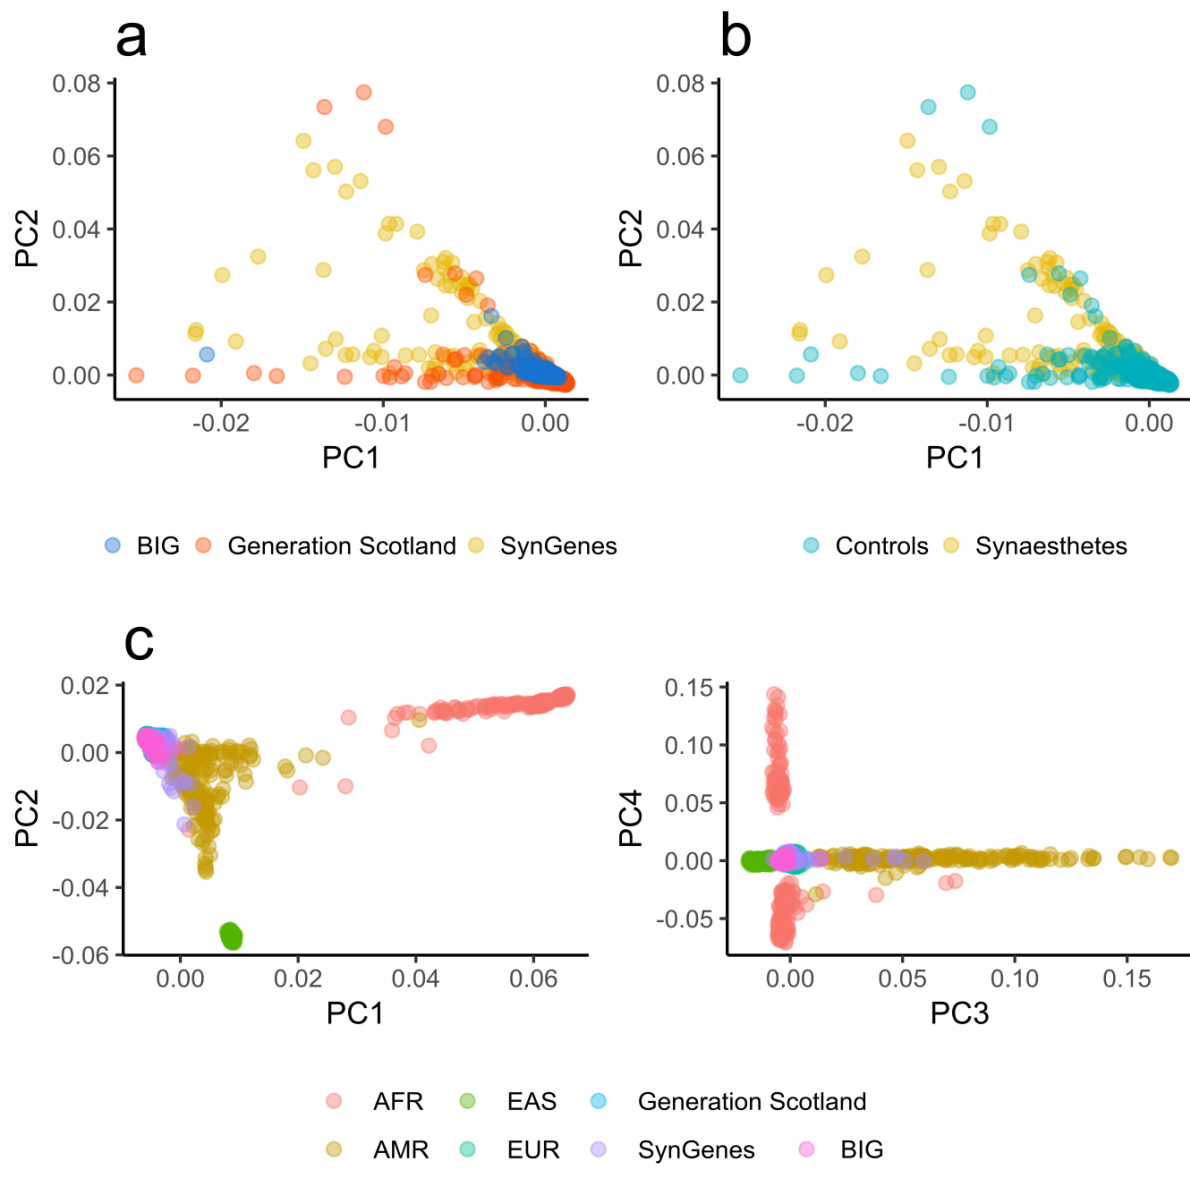 a
b
0.08
0.06
0.04
0.02
0.00
PC2
-0.02 -0.01 0.00
PC1
0.08
0.06
0.04
0.02
0.00
PC2
-0.02 -0.01 0.00
PC1
BIG Generation Scotland SynGenes
Controls Synaesthetes
c
0.02
0.00
-0.02
-0.04
-0.06
PC2
0.00 0.02 0.04 0.06
PC1
0.15
0.10
0.05
0.00
-0.05
PC4
0.00 0.05 0.10 0.15
PC3
AFR EAS Generation Scotland
AMR EUR SynGenes BIG